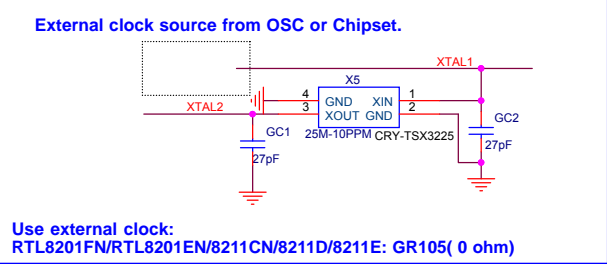 External clock source from OSC or Chipset.
XTAL1
X5
4 GND XIN 1
XTAL2 3 XOUT GND 2
GC1 25M-10PPM CRY-TSX3225 GC2
27pF 27pF
Use external clock:
RTL8201FN/RTL8201EN/8211CN/8211D/8211E: GR105( 0 ohm)